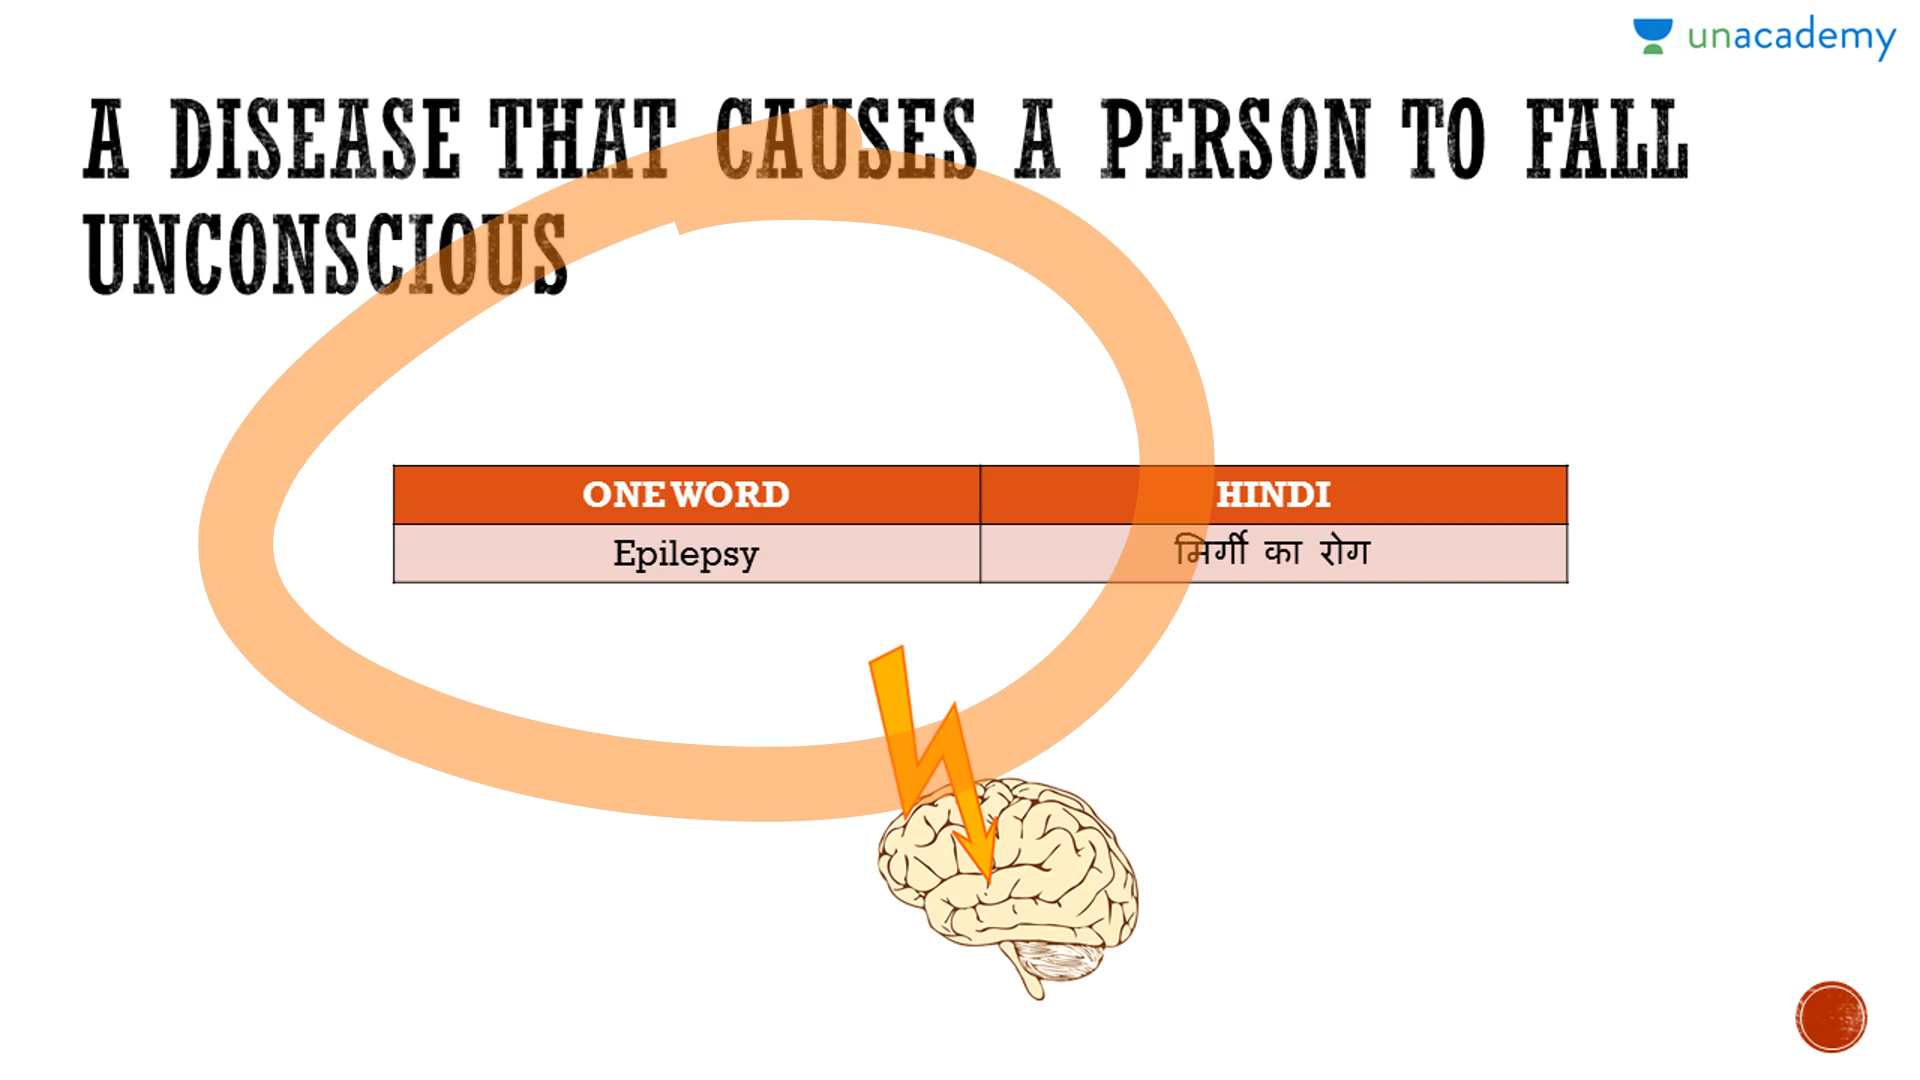 unacademy
A DISEASE THAT CAUSES A PERSON TO FALL
UNCONSCIOUS
ONE WORD HINDI
Epilepsy मिर्गी का रोग